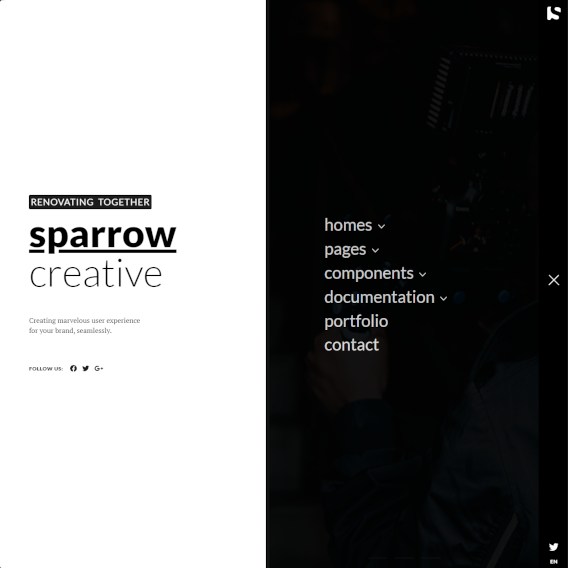 RENOVATING TOGETHER
sparrow
creative
Creating marvelous user experience
for your brand, seamlessly.
FOLLOW US:
homes
pages
components
documentation
portfolio
contact
EN